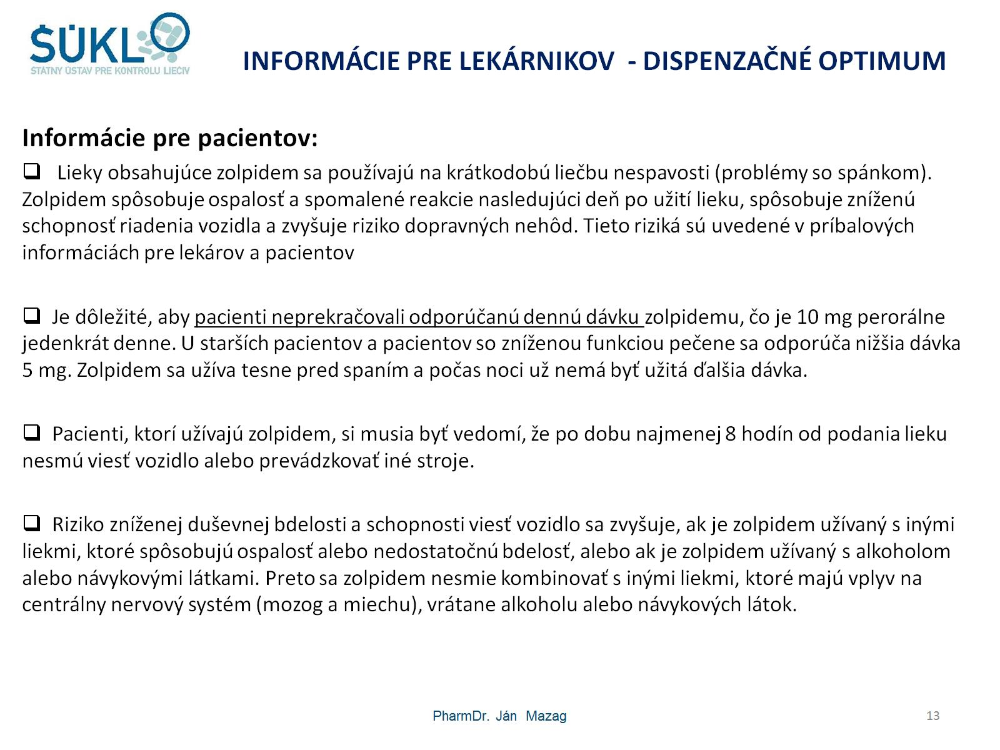 ŠÚKL
ŠTÁTNY ÚSTAV PRE KONTROLU LIEČIV
INFORMÁCIE PRE LEKÁRNIKOV - DISPENZAČNÉ OPTIMUM
Informácie pre pacientov:
❑ Lieky obsahujúce zolpidem sa používajú na krátkodobú liečbu nespavosti (problémy so spánkom).
Zolpidem spôsobuje ospalosť a spomalené reakcie nasledujúci deň po užití lieku, spôsobuje zníženú
schopnosť riadenia vozidla a zvyšuje riziko dopravných nehôd. Tieto riziká sú uvedené v príbalových
informáciách pre lekárov a pacientov
❑ Je dôležité, aby pacienti neprekračovali odporúčanú dennú dávku zolpidemu, čo je 10 mg perorálne
jedenkrát denne. U starších pacientov a pacientov so zníženou funkciou pečene sa odporúča nižšia dávka
5 mg. Zolpidem sa užíva tesne pred spaním a počas noci už nemá byť užitá ďalšia dávka.
❑ Pacienti, ktorí užívajú zolpidem, si musia byť vedomí, že po dobu najmenej 8 hodín od podania lieku
nesmú viesť vozidlo alebo prevádzkovať iné stroje.
❑ Riziko zníženej duševnej bdelosti a schopnosti viesť vozidlo sa zvyšuje, ak je zolpidem užívaný s inými
liekmi, ktoré spôsobujú ospalosť alebo nedostatočnú bdelosť, alebo ak je zolpidem užívaný s alkoholom
alebo návykovými látkami. Preto sa zolpidem nesmie kombinovať s inými liekmi, ktoré majú vplyv na
centrálny nervový systém (mozog a miechu), vrátane alkoholu alebo návykových látok.
PharmDr. Ján Mazag
13